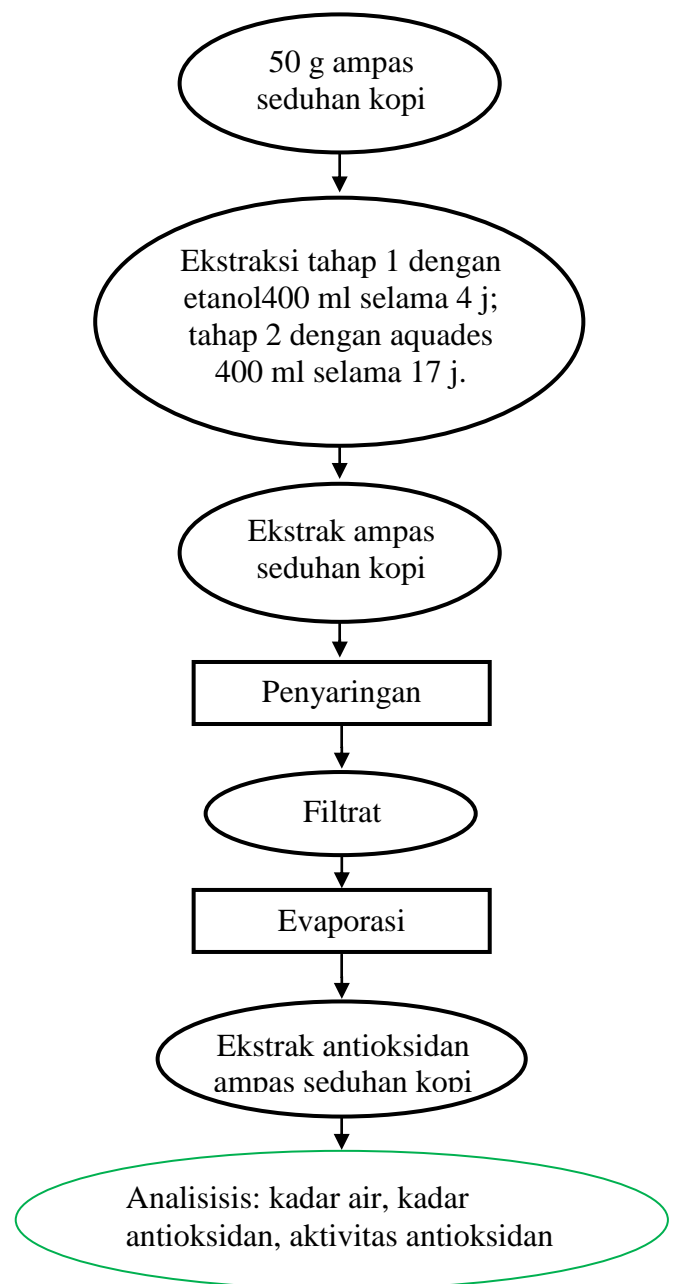 50 g ampas
seduhan kopi
Ekstraksi tahap 1 dengan
etanol400 ml selama 4 j;
tahap 2 dengan aquades
400 ml selama 17 j.
Ekstrak ampas
seduhan kopi
Penyaringan
Filtrat
Evaporasi
Ekstrak antioksidan
ampas seduhan kopi
Analisisis: kadar air, kadar
antioksidan, aktivitas antioksidan